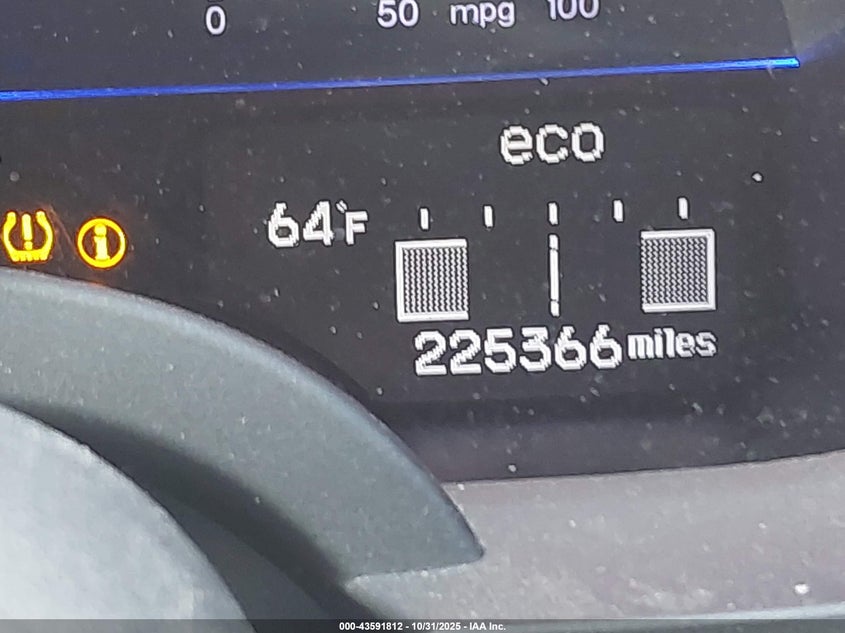 0 50 mpg 100
eco
64°F
225366 miles
000-43591812 - 10/31/2025 - IAA Inc.